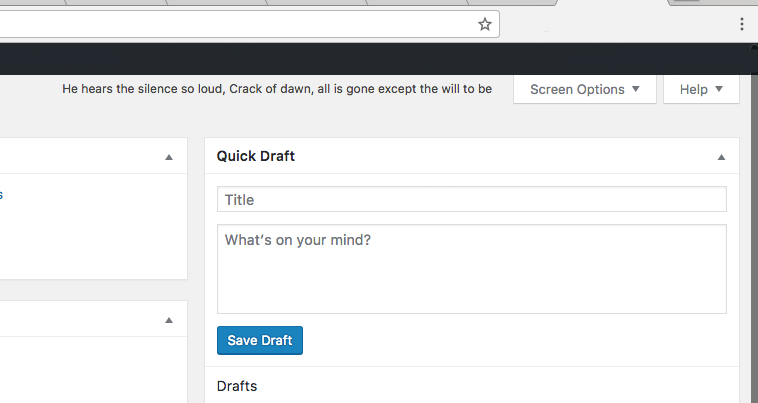 He hears the silence so loud, Crack of dawn, all is gone except the will to be
Screen Options
Help
s
Quick Draft
Title
What's on your mind?
Save Draft
Drafts